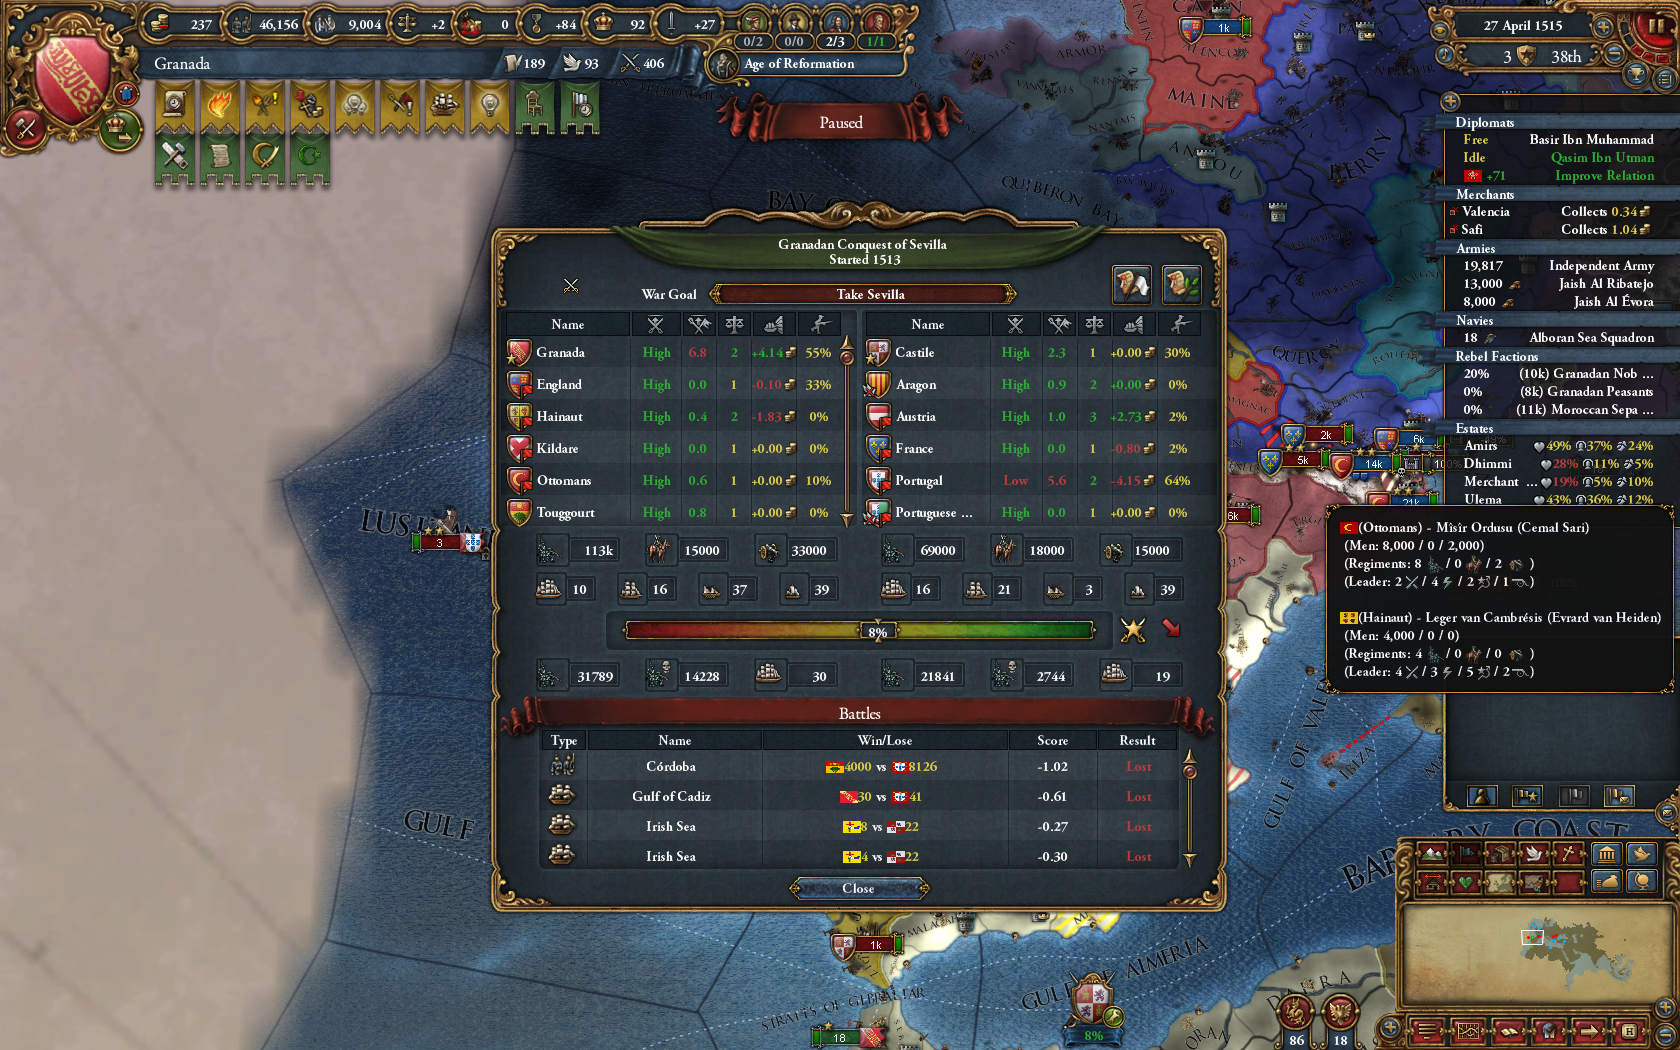 237 46,156 9,004 +2 0 +84 92 +27
0/2 0/0 2/3 1/1
Granada 189 93 406
Age of Reformation
27 April 1515
3 38th
Paused
Granadan Conquest of Sevilla
Started 1513
War Goal Take Sevilla
Name
Granada High 6.8 2 +4.14 55%
England High 0.0 1 -0.10 33%
Hainaut High 0.4 2 -1.83 0%
Kildare High 0.0 1 +0.00 0%
Ottomans High 0.6 1 +0.00 10%
Touggourt High 0.8 1 +0.00 0%
Name
Castile High 2.3 1 +0.00 30%
Aragon High 0.9 2 +0.00 0%
Austria High 1.0 3 +2.73 2%
France High 0.0 1 -0.80 2%
Portugal Low 5.6 2 -4.15 64%
Portuguese ... High 0.0 1 +0.00 0%
113k 15000 33000 69000 18000 15000
10 16 37 39 16 21 3 39
8%
31789 14228 30 21841 2744 19
Battles
Type Name Win/Lose Score Result
Córdoba 4000 vs 8126 -1.02 Lost
Gulf of Cadiz 30 vs 41 -0.61 Lost
Irish Sea 8 vs 22 -0.27 Lost
Irish Sea 4 vs 22 -0.30 Lost
Close
Diplomats
Free Basir Ibn Muhammad
Idle Qasim Ibn Utman
+71 Improve Relation
Merchants
Valencia Collects 0.34
Safi Collects 1.04
Armies
19,817 Independent Army
13,000 Jaish Al Ribatejo
8,000 Jaish Al Évora
Navies
18 Alboran Sea Squadron
Rebel Factions
20% (10k) Granadan Nob ...
0% (8k) Granadan Peasants
0% (11k) Moroccan Sepa ...
Estates
Amirs 49% 37% 24%
Dhimmi 28% 11% 5%
Merchant ... 19% 5% 10%
Ulema 43% 36% 12%
(Ottomans) - Mısır Ordusu (Cemal Sari)
(Men: 8,000 / 0 / 2,000)
(Regiments: 8 / 0 / 2 )
(Leader: 2 / 4 / 2 / 1 )
(Hainaut) - Leger van Cambrésis (Evrard van Heiden)
(Men: 4,000 / 0 / 0)
(Regiments: 4 / 0 / 0 )
(Leader: 4 / 3 / 5 / 2 )
1k
MAINE
BERRY
QUIBERON BAY
BAY
2k
6k
5k
14k
21k
6k
3
GULF
GULF OF VAL
IBIZA
1k
18
STRAITS OF GIBRALTAR
GULF OF ALMERIA
8%
ORAN
86 18